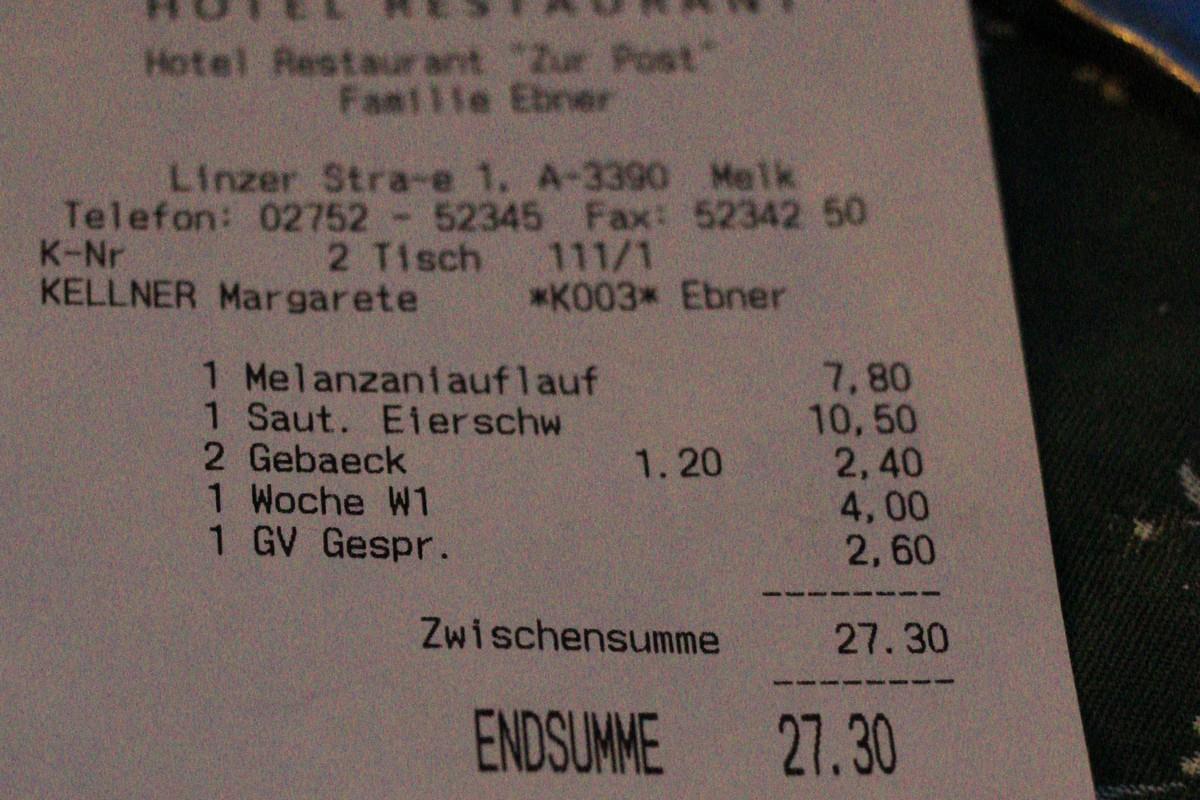 HOTEL RESTAURANT
Hotel Restaurant "Zur Post"
Familie Ebner
Linzer Stra-e 1, A-3390 Melk
Telefon: 02752 - 52345 Fax: 52342 50
K-Nr 2 Tisch 111/1
KELLNER Margarete *K003* Ebner
1 Melanzaniauflauf 7,80
1 Saut. Eierschw 10,50
2 Gebaeck 1.20 2,40
1 Woche W1 4,00
1 GV Gespr. 2,60
--------
Zwischensumme 27.30
--------
ENDSUMME 27.30